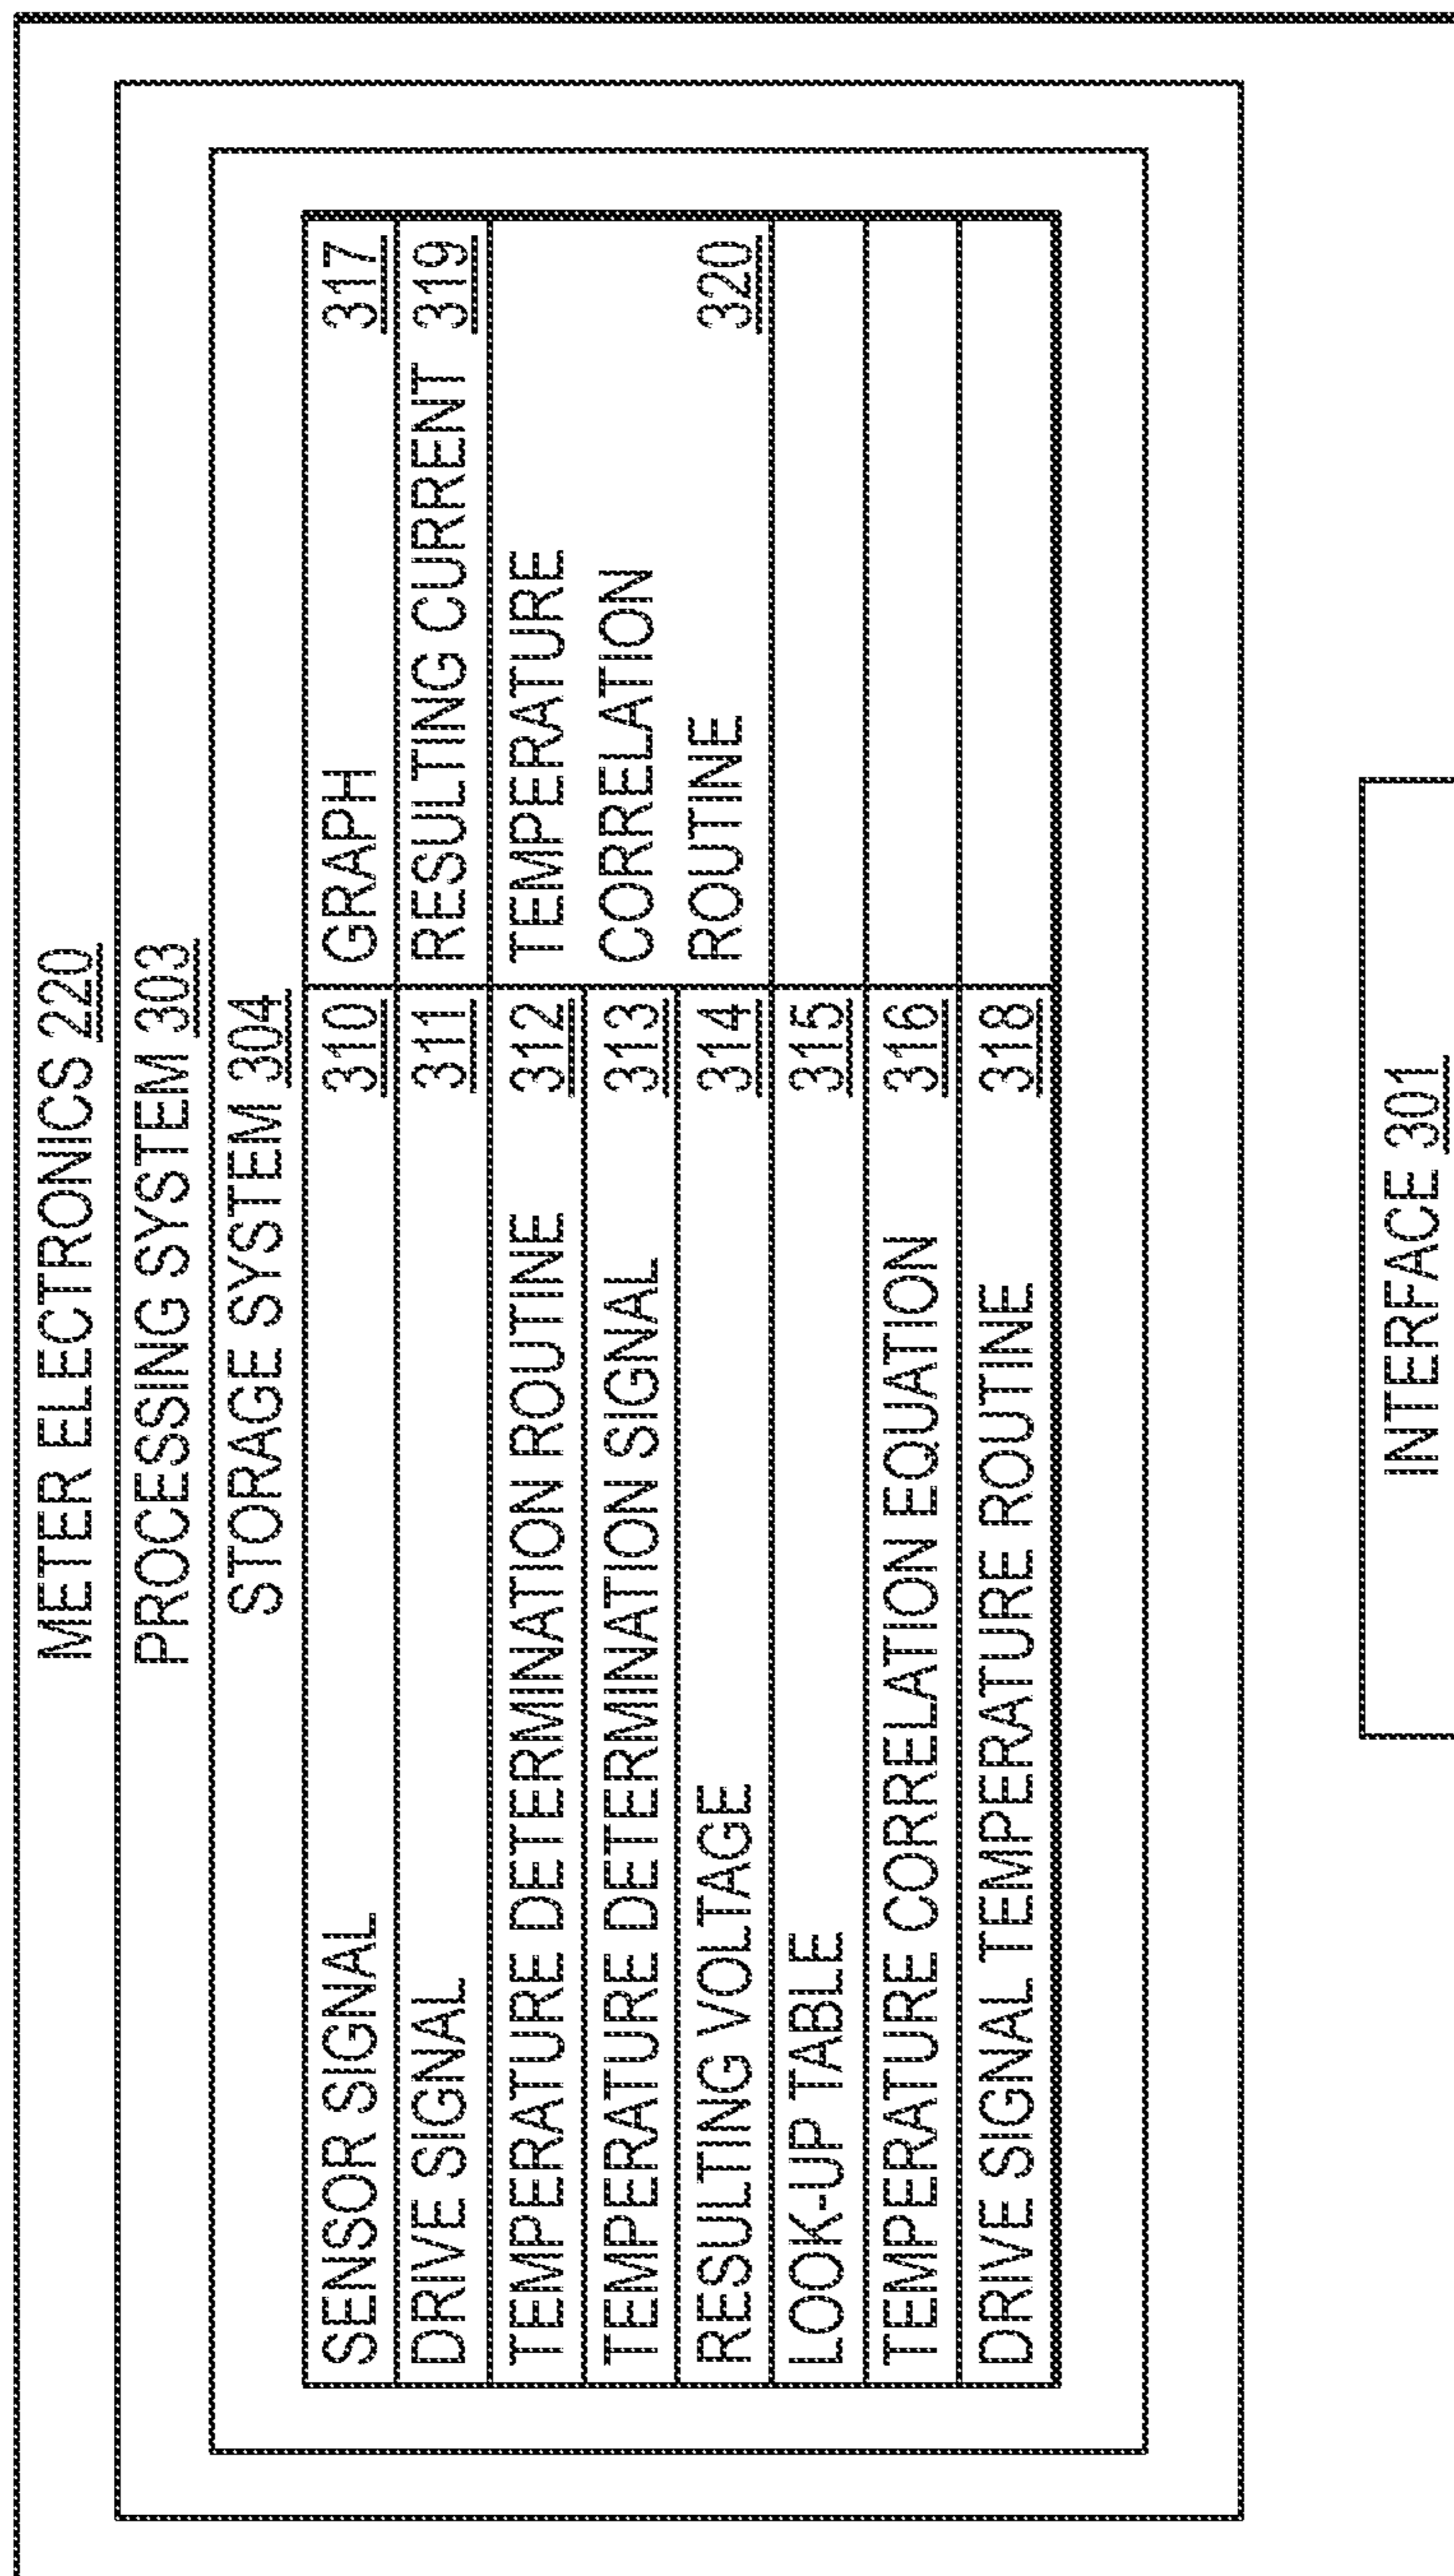 METER ELECTRONICS 220
PROCESSING SYSTEM 303
STORAGE SYSTEM 304
SENSOR SIGNAL 310 GRAPH 317
DRIVE SIGNAL 311 RESULTING CURRENT 319
TEMPERATURE DETERMINATION ROUTINE 312 TEMPERATURE
TEMPERATURE DETERMINATION SIGNAL 313 CORRELATION
RESULTING VOLTAGE 314 ROUTINE 320
LOOK-UP TABLE 315
TEMPERATURE CORRELATION EQUATION 316
DRIVE SIGNAL TEMPERATURE ROUTINE 318
INTERFACE 301